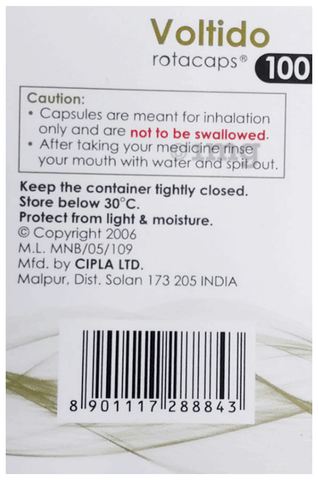 Voltido
rotacaps®
100
Caution:
• Capsules are meant for inhalation
only and are not to be swallowed.
• After taking your medicine rinse
your mouth with water and spit out.
Keep the container tightly closed.
Store below 30°C.
Protect from light & moisture.
© Copyright 2006
M.L. MNB/05/109
Mfd. by CIPLA LTD.
Malpur, Dist. Solan 173 205 INDIA
8 901117 288843